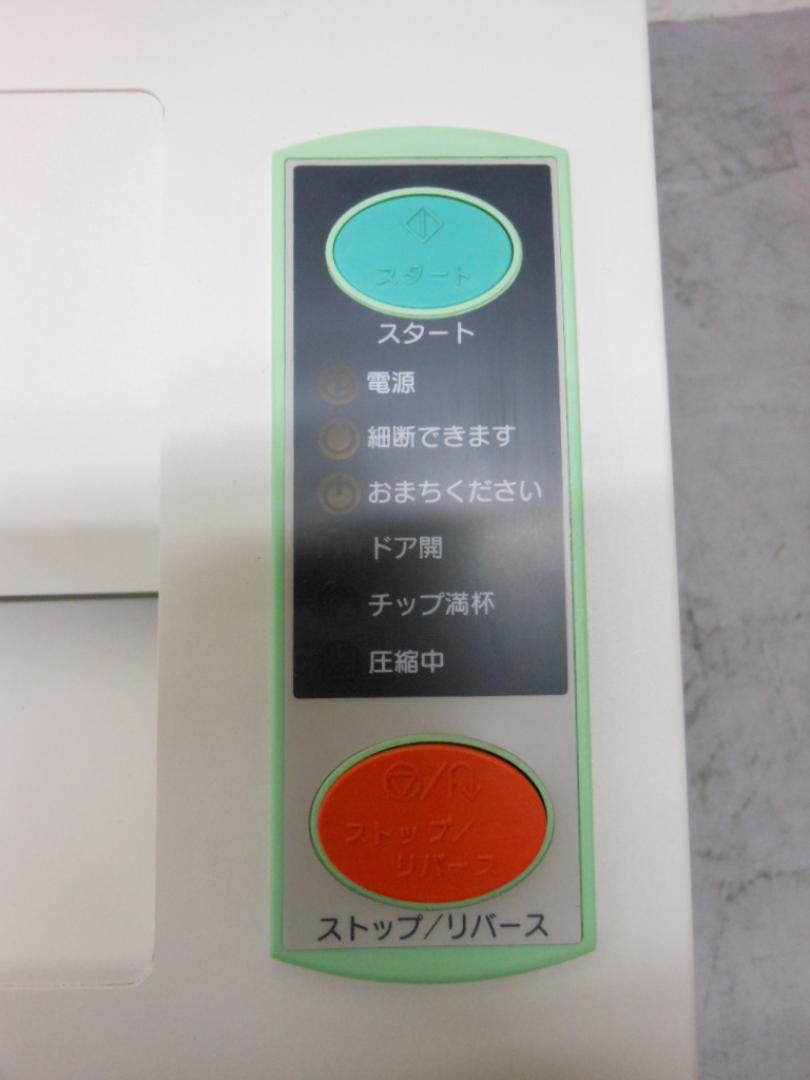 スタート
スタート
電源
細断できます
おまちください
ドア開
チップ満杯
圧縮中
ストップ/
リバース
ストップ/リバース